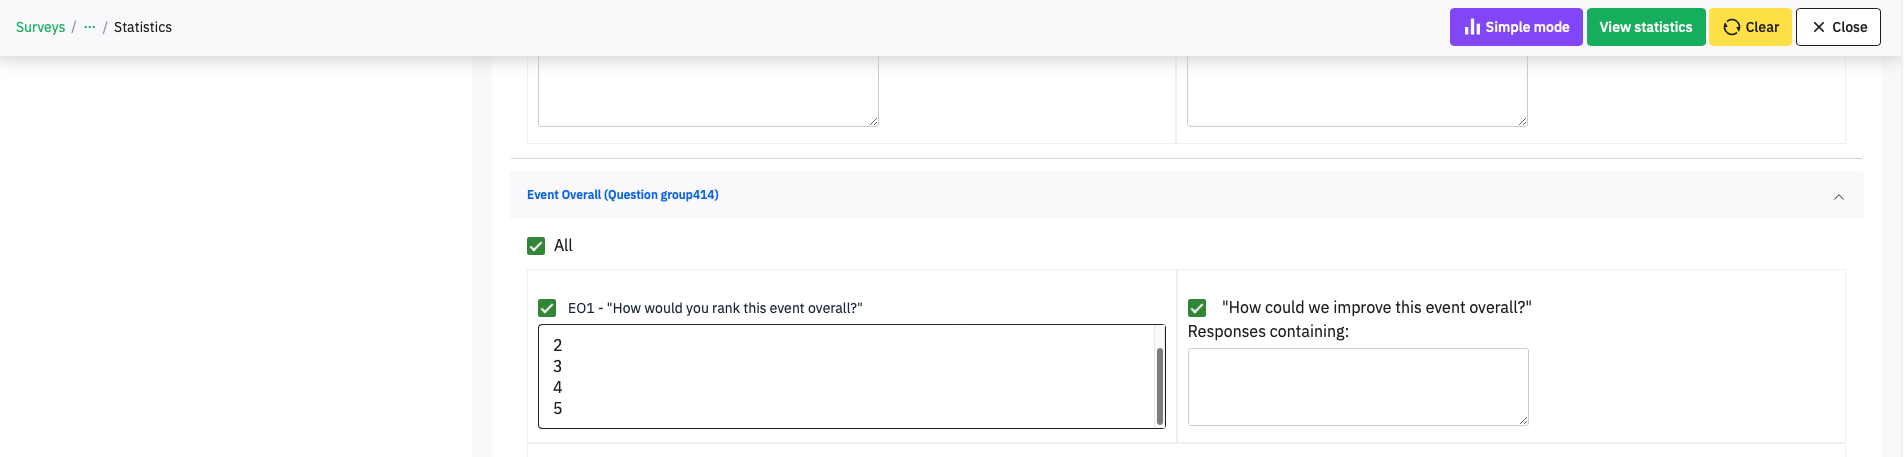 Surveys / ··· / Statistics
Simple mode
View statistics
Clear
Close
Event Overall (Question group414)
All
EO1 - "How would you rank this event overall?"
2
3
4
5
"How could we improve this event overall?"
Responses containing: